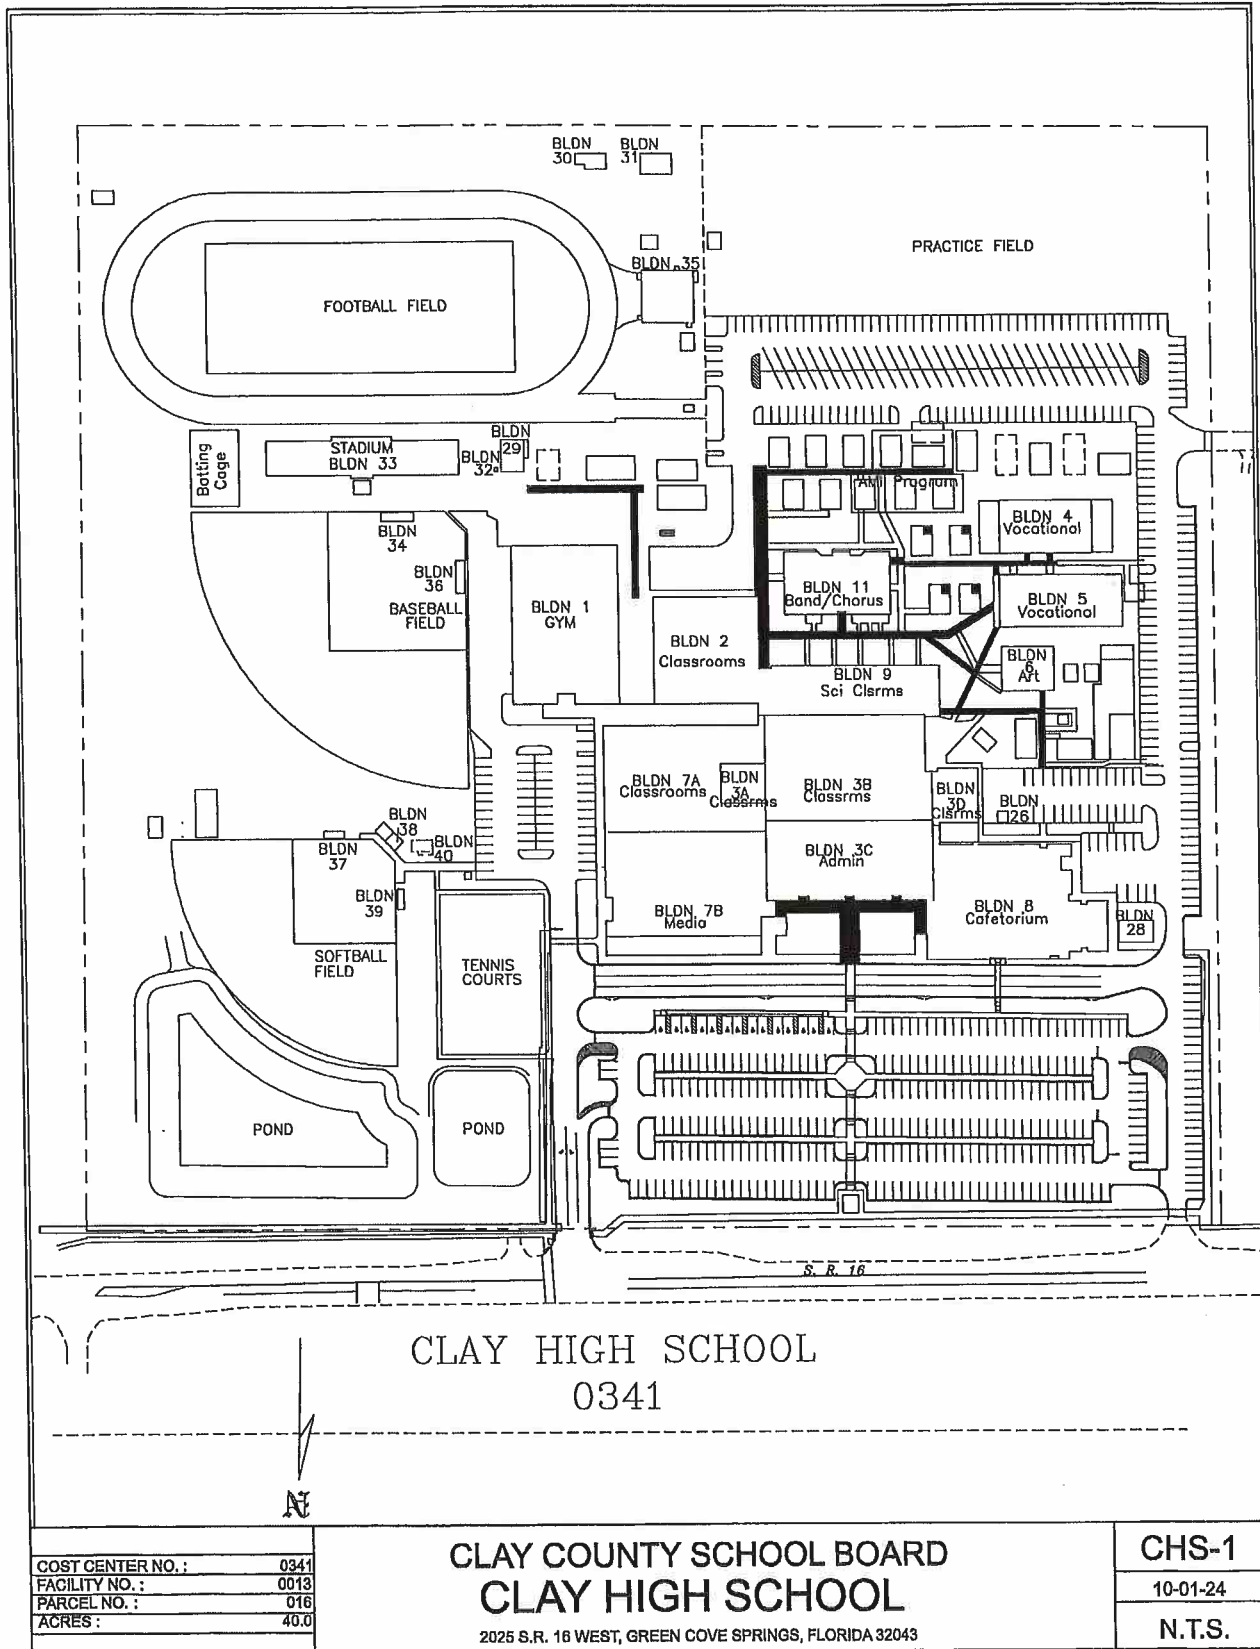 BLDN
30
BLDN
31
PRACTICE FIELD
BLDN 35
FOOTBALL FIELD
Batting
Cage
STADIUM
BLDN 33
BLDN
29
BLDN
32
AMI Program
BLDN 4
Vocational
BLDN
34
BLDN
36
BASEBALL
FIELD
BLDN 1
GYM
BLDN 11
Band/Chorus
BLDN 5
Vocational
BLDN 2
Classrooms
BLDN
6
Art
BLDN 9
Sci Clsrms
BLDN 7A
Classrooms
BLDN
3A
Classrms
BLDN 3B
Classrms
BLDN
3D
Clsrms
BLDN
26
BLDN
38
BLDN
40
BLDN
37
BLDN 3C
Admin
BLDN
39
BLDN 7B
Media
BLDN 8
Cafetorium
BLDN
28
SOFTBALL
FIELD
TENNIS
COURTS
POND
POND
S. R. 16
CLAY HIGH SCHOOL
0341
N
COST CENTER NO. : 0341
FACILITY NO. : 0013
PARCEL NO. : 016
ACRES : 40.0
CLAY COUNTY SCHOOL BOARD
CLAY HIGH SCHOOL
2025 S.R. 16 WEST, GREEN COVE SPRINGS, FLORIDA 32043
CHS-1
10-01-24
N.T.S.